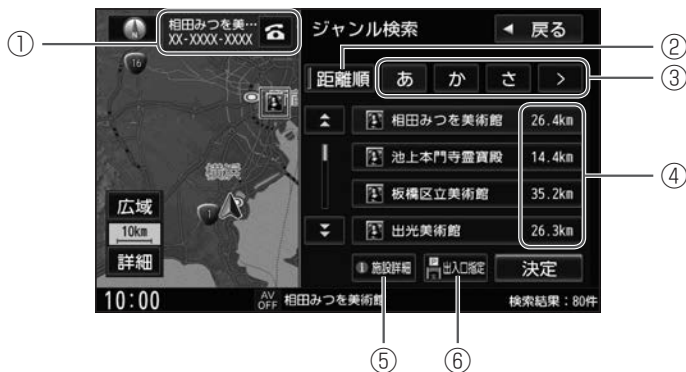 ①
相田みつを美…
XX-XXXX-XXXX
N
ジャンル検索
◀ 戻る
②
16
距離順 あ か さ >
③
相田みつを美術館 26.4km
池上本門寺霊寶殿 14.4km
④
板橋区立美術館 35.2km
出光美術館 26.3km
横浜
1
広域
10km
詳細
施設詳細
P 出入口指定
決定
10:00
AV OFF
相田みつを美術館
検索結果:80件
⑤
⑥